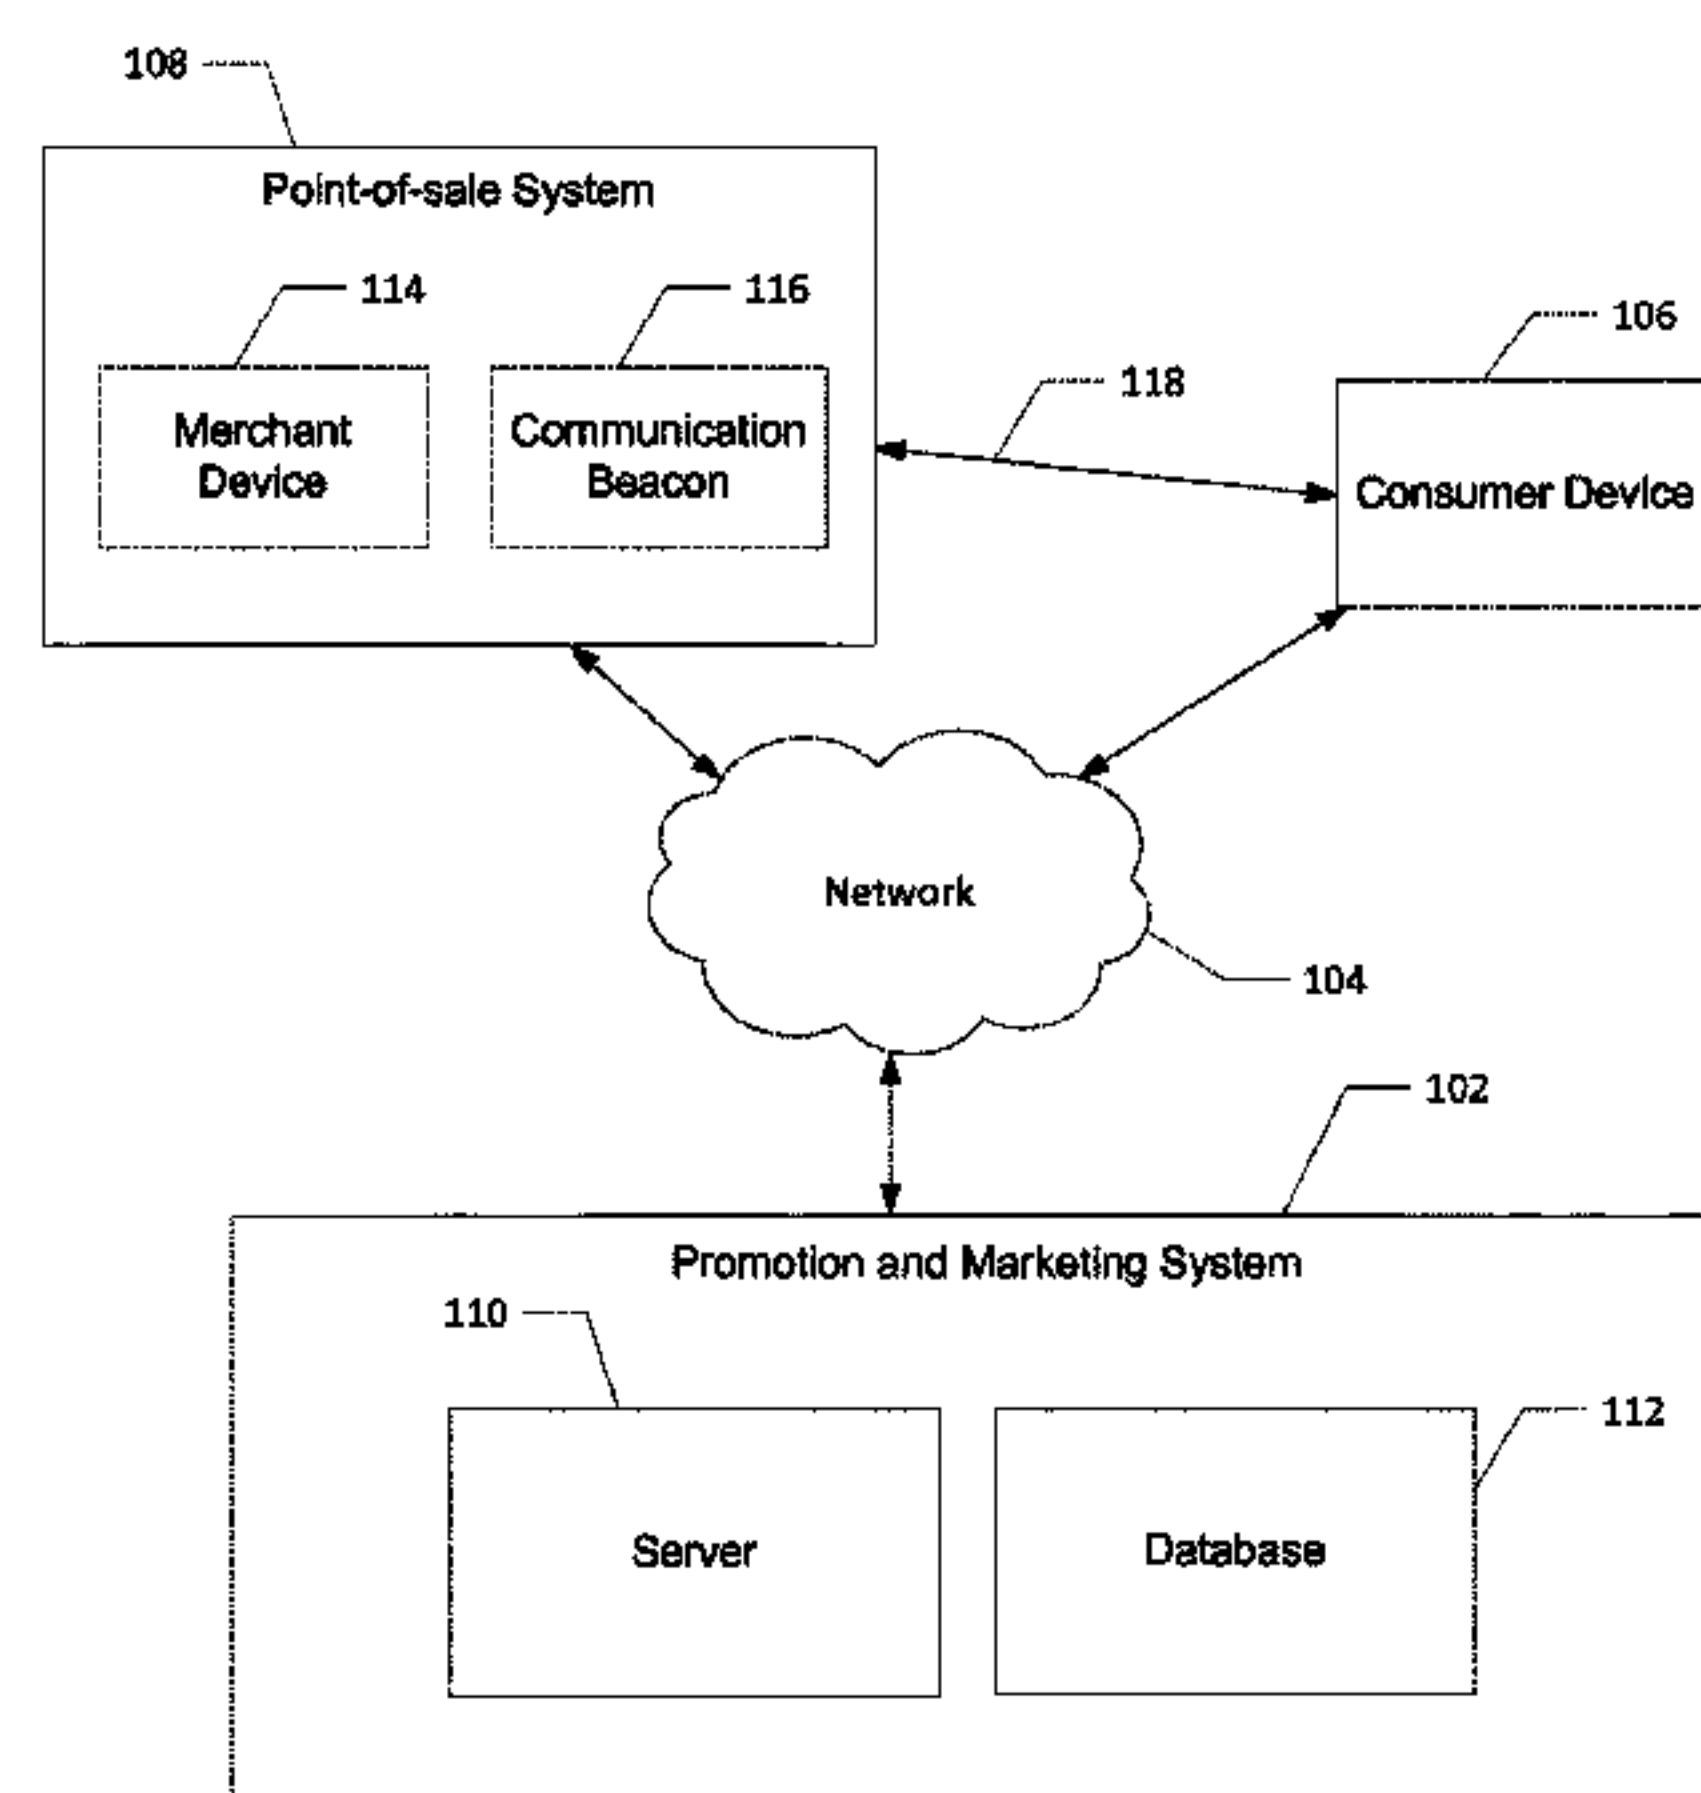 108
Point-of-sale System
114
116
106
118
Merchant
Device
Communication
Beacon
Consumer Device
Network
104
102
Promotion and Marketing System
110
112
Server
Database